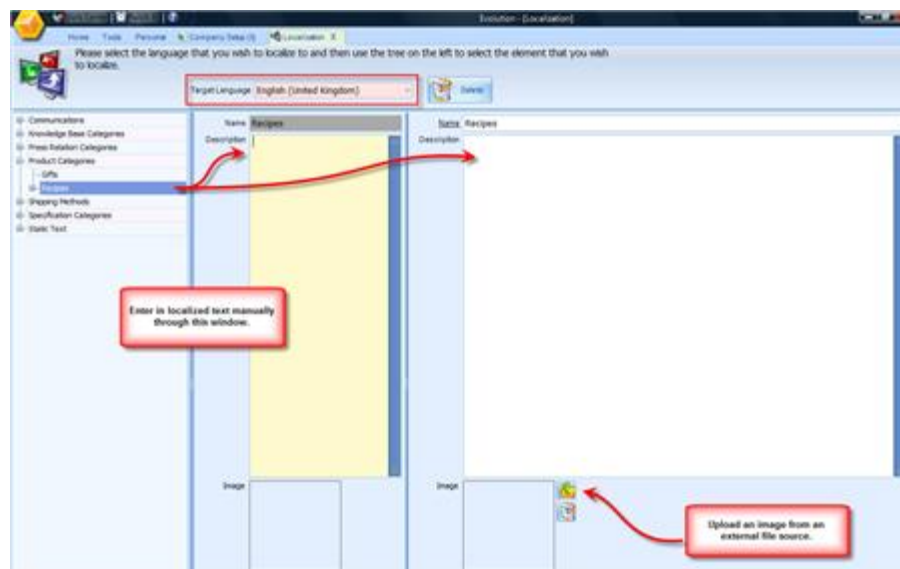 Evolution - [Localization]
Home Tools Persona Company Setup Localization X
Please select the language that you wish to localize to and then use the tree on the left to select the element that you wish
to localize.
Target Language English (United Kingdom)
Delete
Communications
Knowledge Base Categories
Press Relation Categories
Product Categories
Gifts
Recipes
Shipping Methods
Specification Categories
Static Text
Name Recipes
Description
Name Recipes
Description
Enter in localized text manually
through this window.
Image
Image
Upload an image from an
external file source.